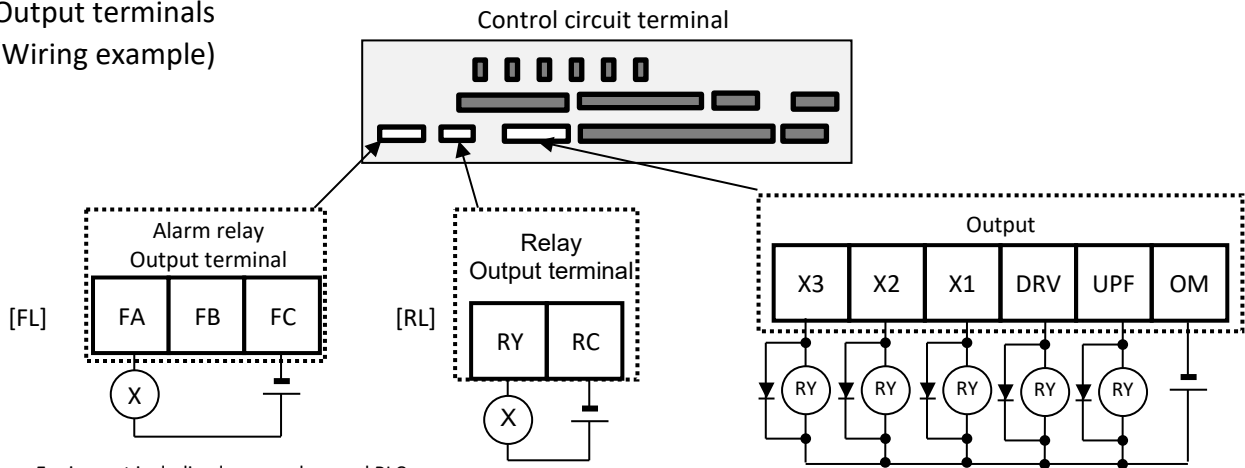 Output terminals
Wiring example)
Control circuit terminal
Alarm relay
Output terminal
[FL]
FA FB FC
X
Relay
Output terminal
[RL]
RY RC
X
Output
X3 X2 X1 DRV UPF OM
RY RY RY RY RY